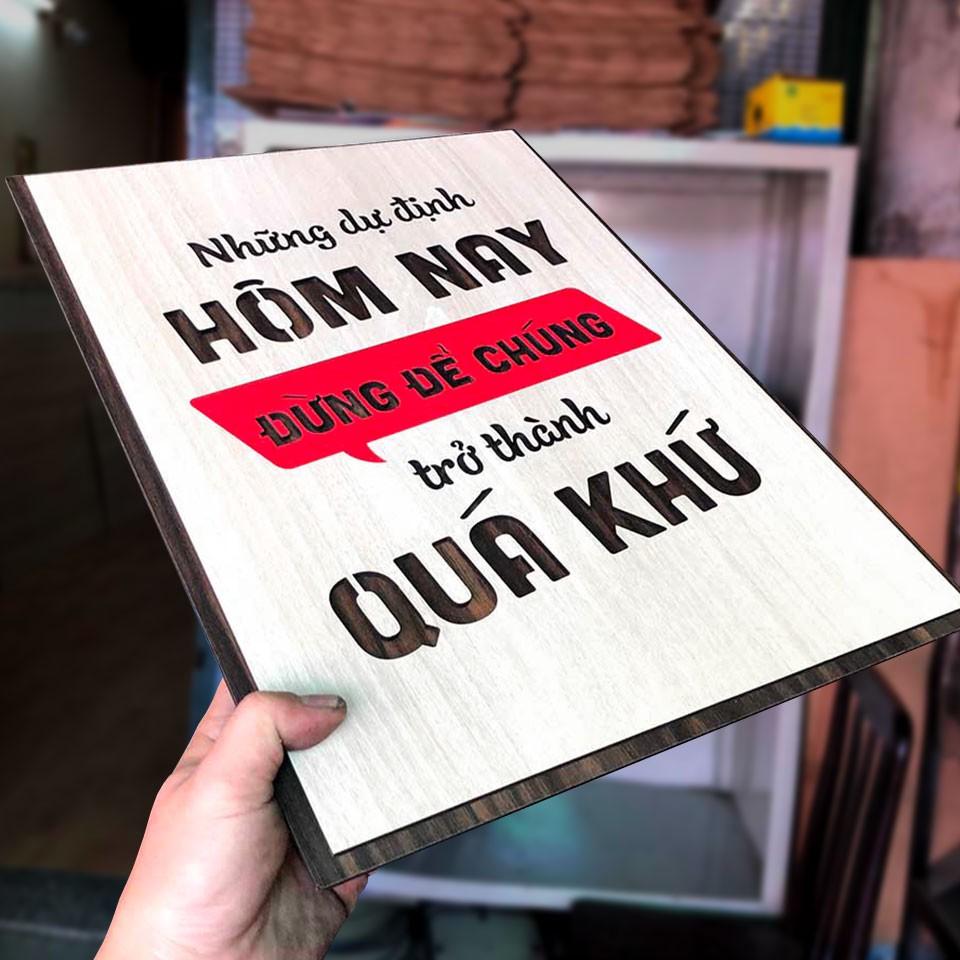 Những dự định
HÔM NAY
ĐỪNG ĐỂ CHÚNG
trở thành
QUÁ KHỨ